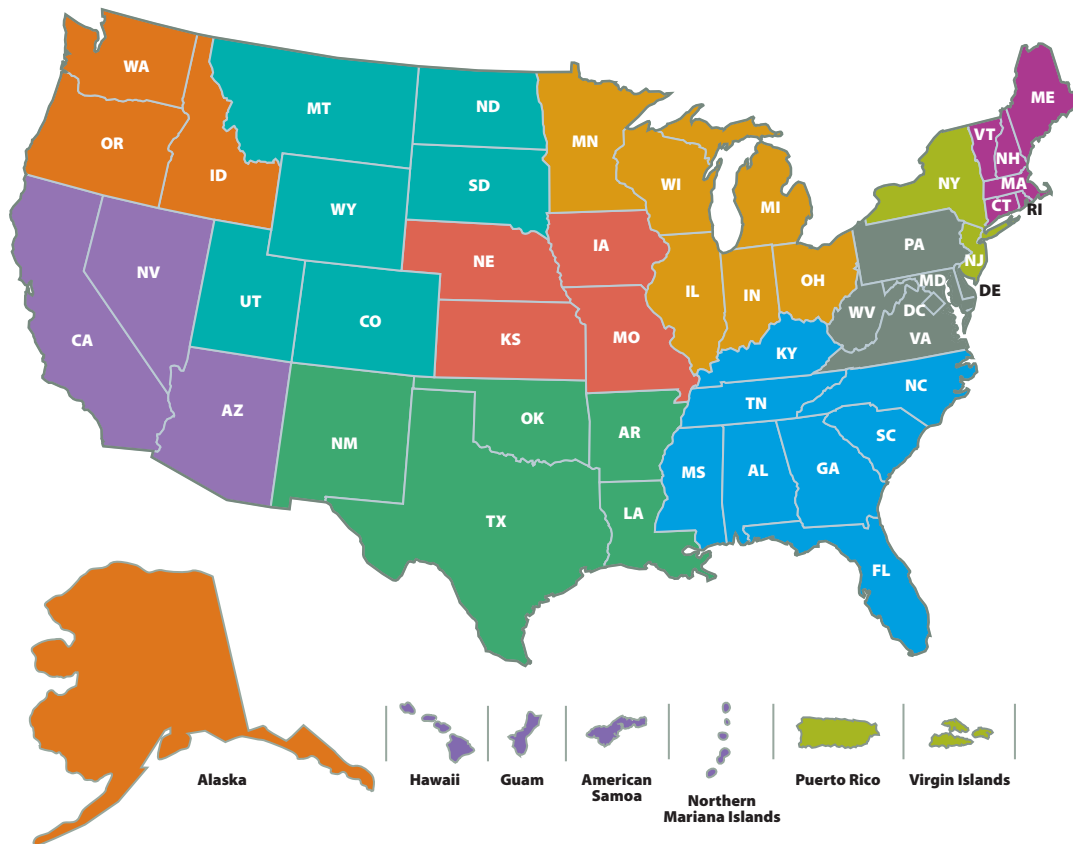 WA
MT
ND
MN
ME
OR
ID
SD
WI
VT
NH
NY
MA
CT
RI
WY
MI
NE
IA
PA
NJ
NV
UT
CO
IL
IN
OH
MD
DE
WV
DC
VA
CA
KS
MO
KY
AZ
NM
OK
AR
TN
NC
SC
MS
AL
GA
TX
LA
FL
Alaska
Hawaii
Guam
American
Samoa
Northern
Mariana Islands
Puerto Rico
Virgin Islands